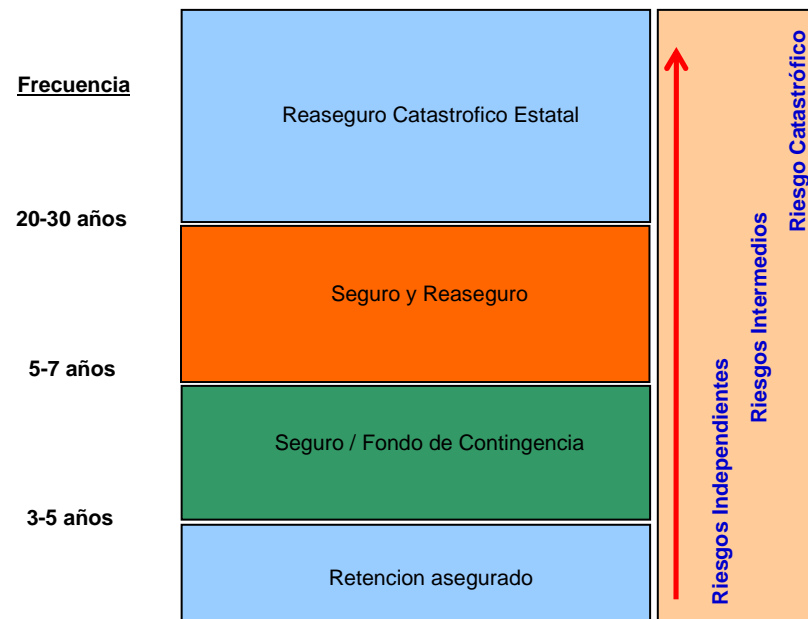 Frecuencia
Reaseguro Catastrofico Estatal
20-30 años
Seguro y Reaseguro
5-7 años
Seguro / Fondo de Contingencia
3-5 años
Retencion asegurado
Riesgos Independientes
Riesgos Intermedios
Riesgo Catastrófico